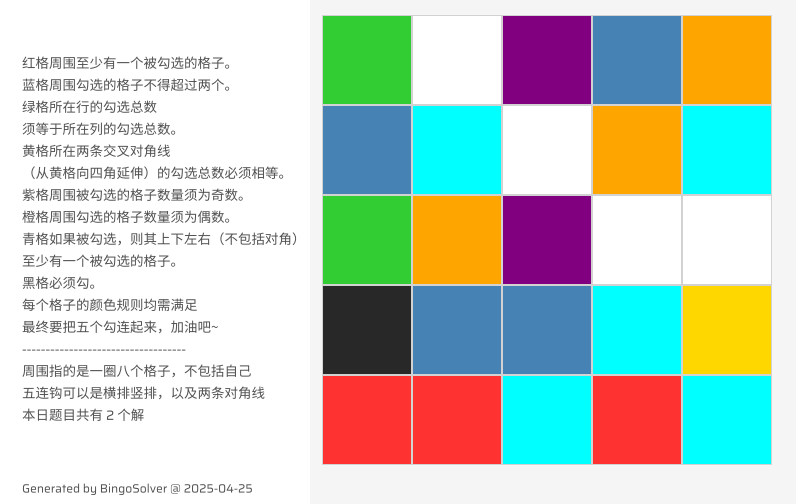 红格周围至少有一个被勾选的格子。
蓝格周围勾选的格子不得超过两个。
绿格所在行的勾选总数
须等于所在列的勾选总数。
黄格所在两条交叉对角线
（从黄格向四角延伸）的勾选总数必须相等。
紫格周围被勾选的格子数量须为奇数。
橙格周围勾选的格子数量须为偶数。
青格如果被勾选，则其上下左右（不包括对角）
至少有一个被勾选的格子。
黑格必须勾。
每个格子的颜色规则均需满足
最终要把五个勾连起来，加油吧~
----------------------------------
周围指的是一圈八个格子，不包括自己
五连钩可以是横排竖排，以及两条对角线
本日题目共有 2 个解
Generated by BingoSolver @ 2025-04-25